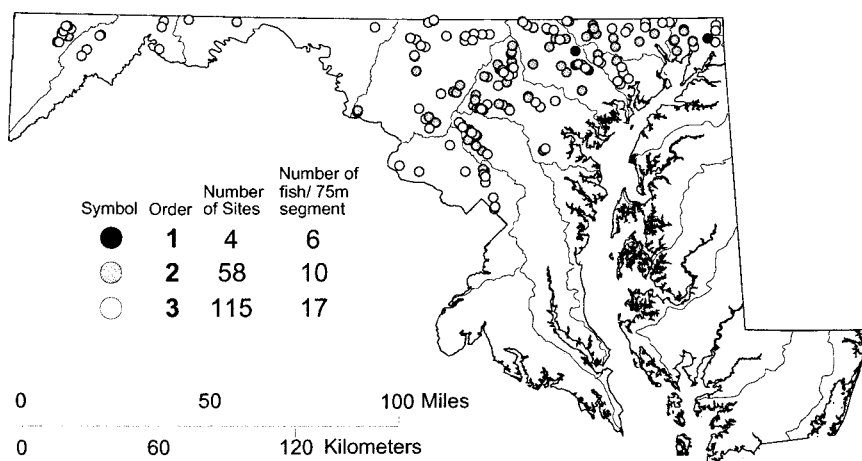 Symbol Order Number of Sites Number of fish/ 75m segment
1 4 6
2 58 10
3 115 17
0 50 100 Miles
0 60 120 Kilometers